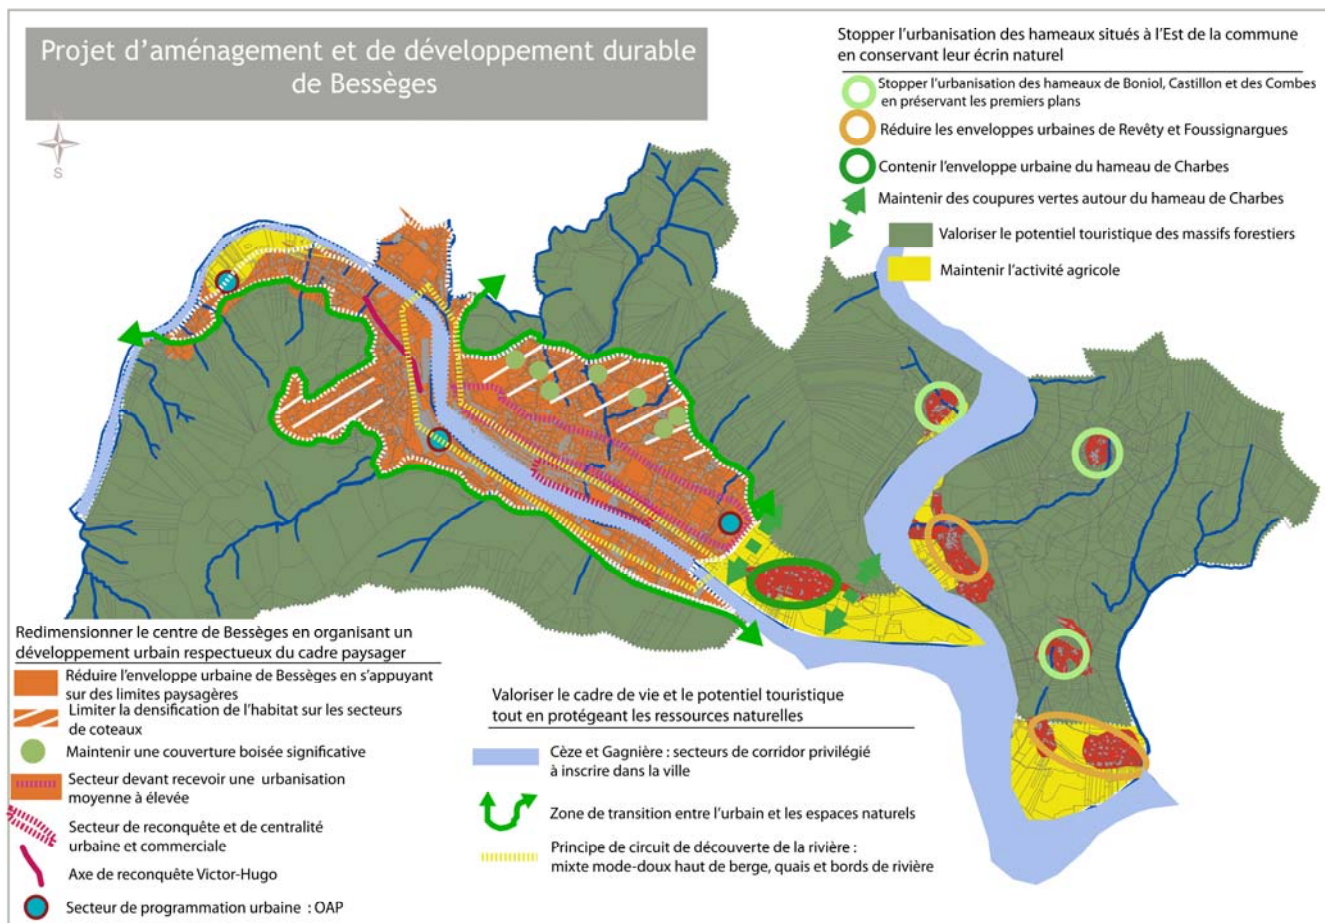 Projet d'aménagement et de développement durable
de Bessèges
N
S
Stopper l'urbanisation des hameaux situés à l'Est de la commune
en conservant leur écrin naturel
Stopper l'urbanisation des hameaux de Boniol, Castillon et des Combes
en préservant les premiers plans
Réduire les enveloppes urbaines de Revêty et Foussignargues
Contenir l'enveloppe urbaine du hameau de Charbes
Maintenir des coupures vertes autour du hameau de Charbes
Valoriser le potentiel touristique des massifs forestiers
Maintenir l'activité agricole
Redimensionner le centre de Bessèges en organisant un
développement urbain respectueux du cadre paysager
Réduire l'enveloppe urbaine de Bessèges en s'appuyant
sur des limites paysagères
Limiter la densification de l'habitat sur les secteurs
de coteaux
Maintenir une couverture boisée significative
Secteur devant recevoir une urbanisation
moyenne à élevée
Secteur de reconquête et de centralité
urbaine et commerciale
Axe de reconquête Victor-Hugo
Secteur de programmation urbaine : OAP
Valoriser le cadre de vie et le potentiel touristique
tout en protégeant les ressources naturelles
Cèze et Gagnière : secteurs de corridor privilégié
à inscrire dans la ville
Zone de transition entre l'urbain et les espaces naturels
Principe de circuit de découverte de la rivière :
mixte mode-doux haut de berge, quais et bords de rivière